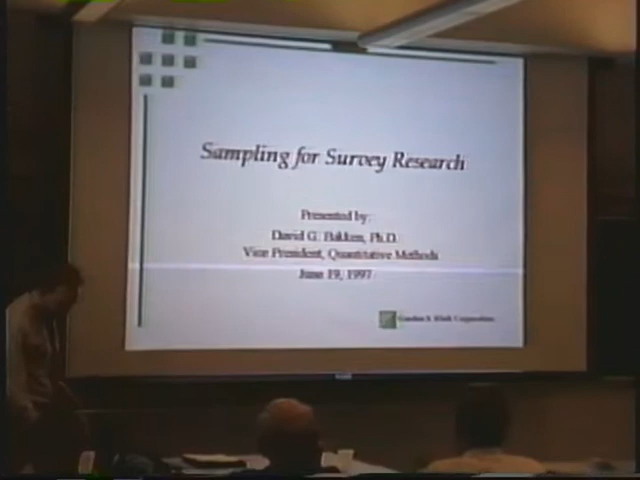 Sampling for Survey Research
Presented by:
David G. Bakken, Ph.D.
Vice President, Quantitative Methods
June 19, 1997